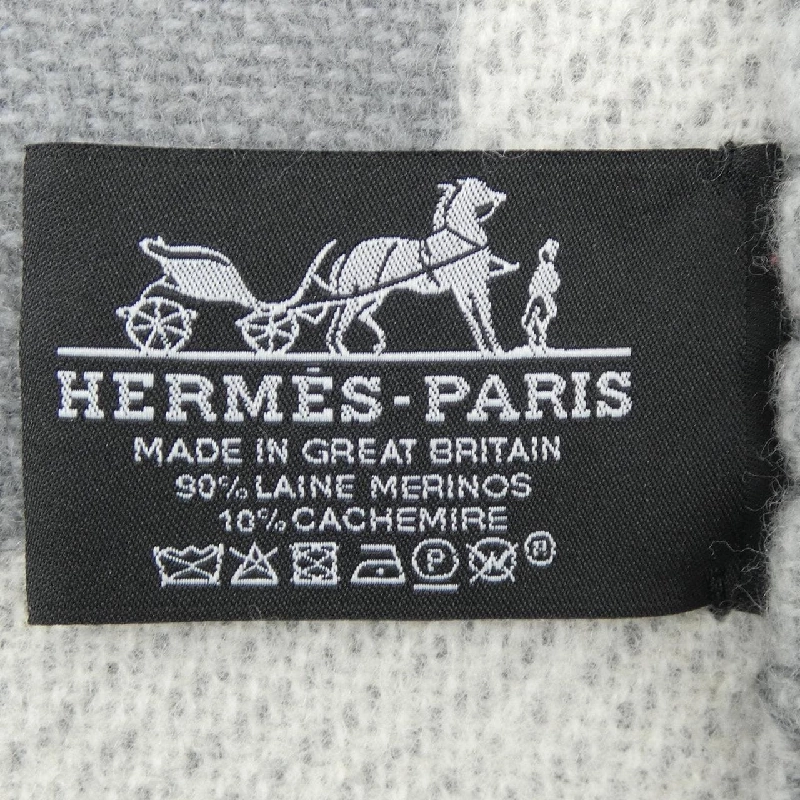 HERMÈS-PARIS
MADE IN GREAT BRITAIN
90% LAINE MERINOS
10% CACHEMIRE
P W ®